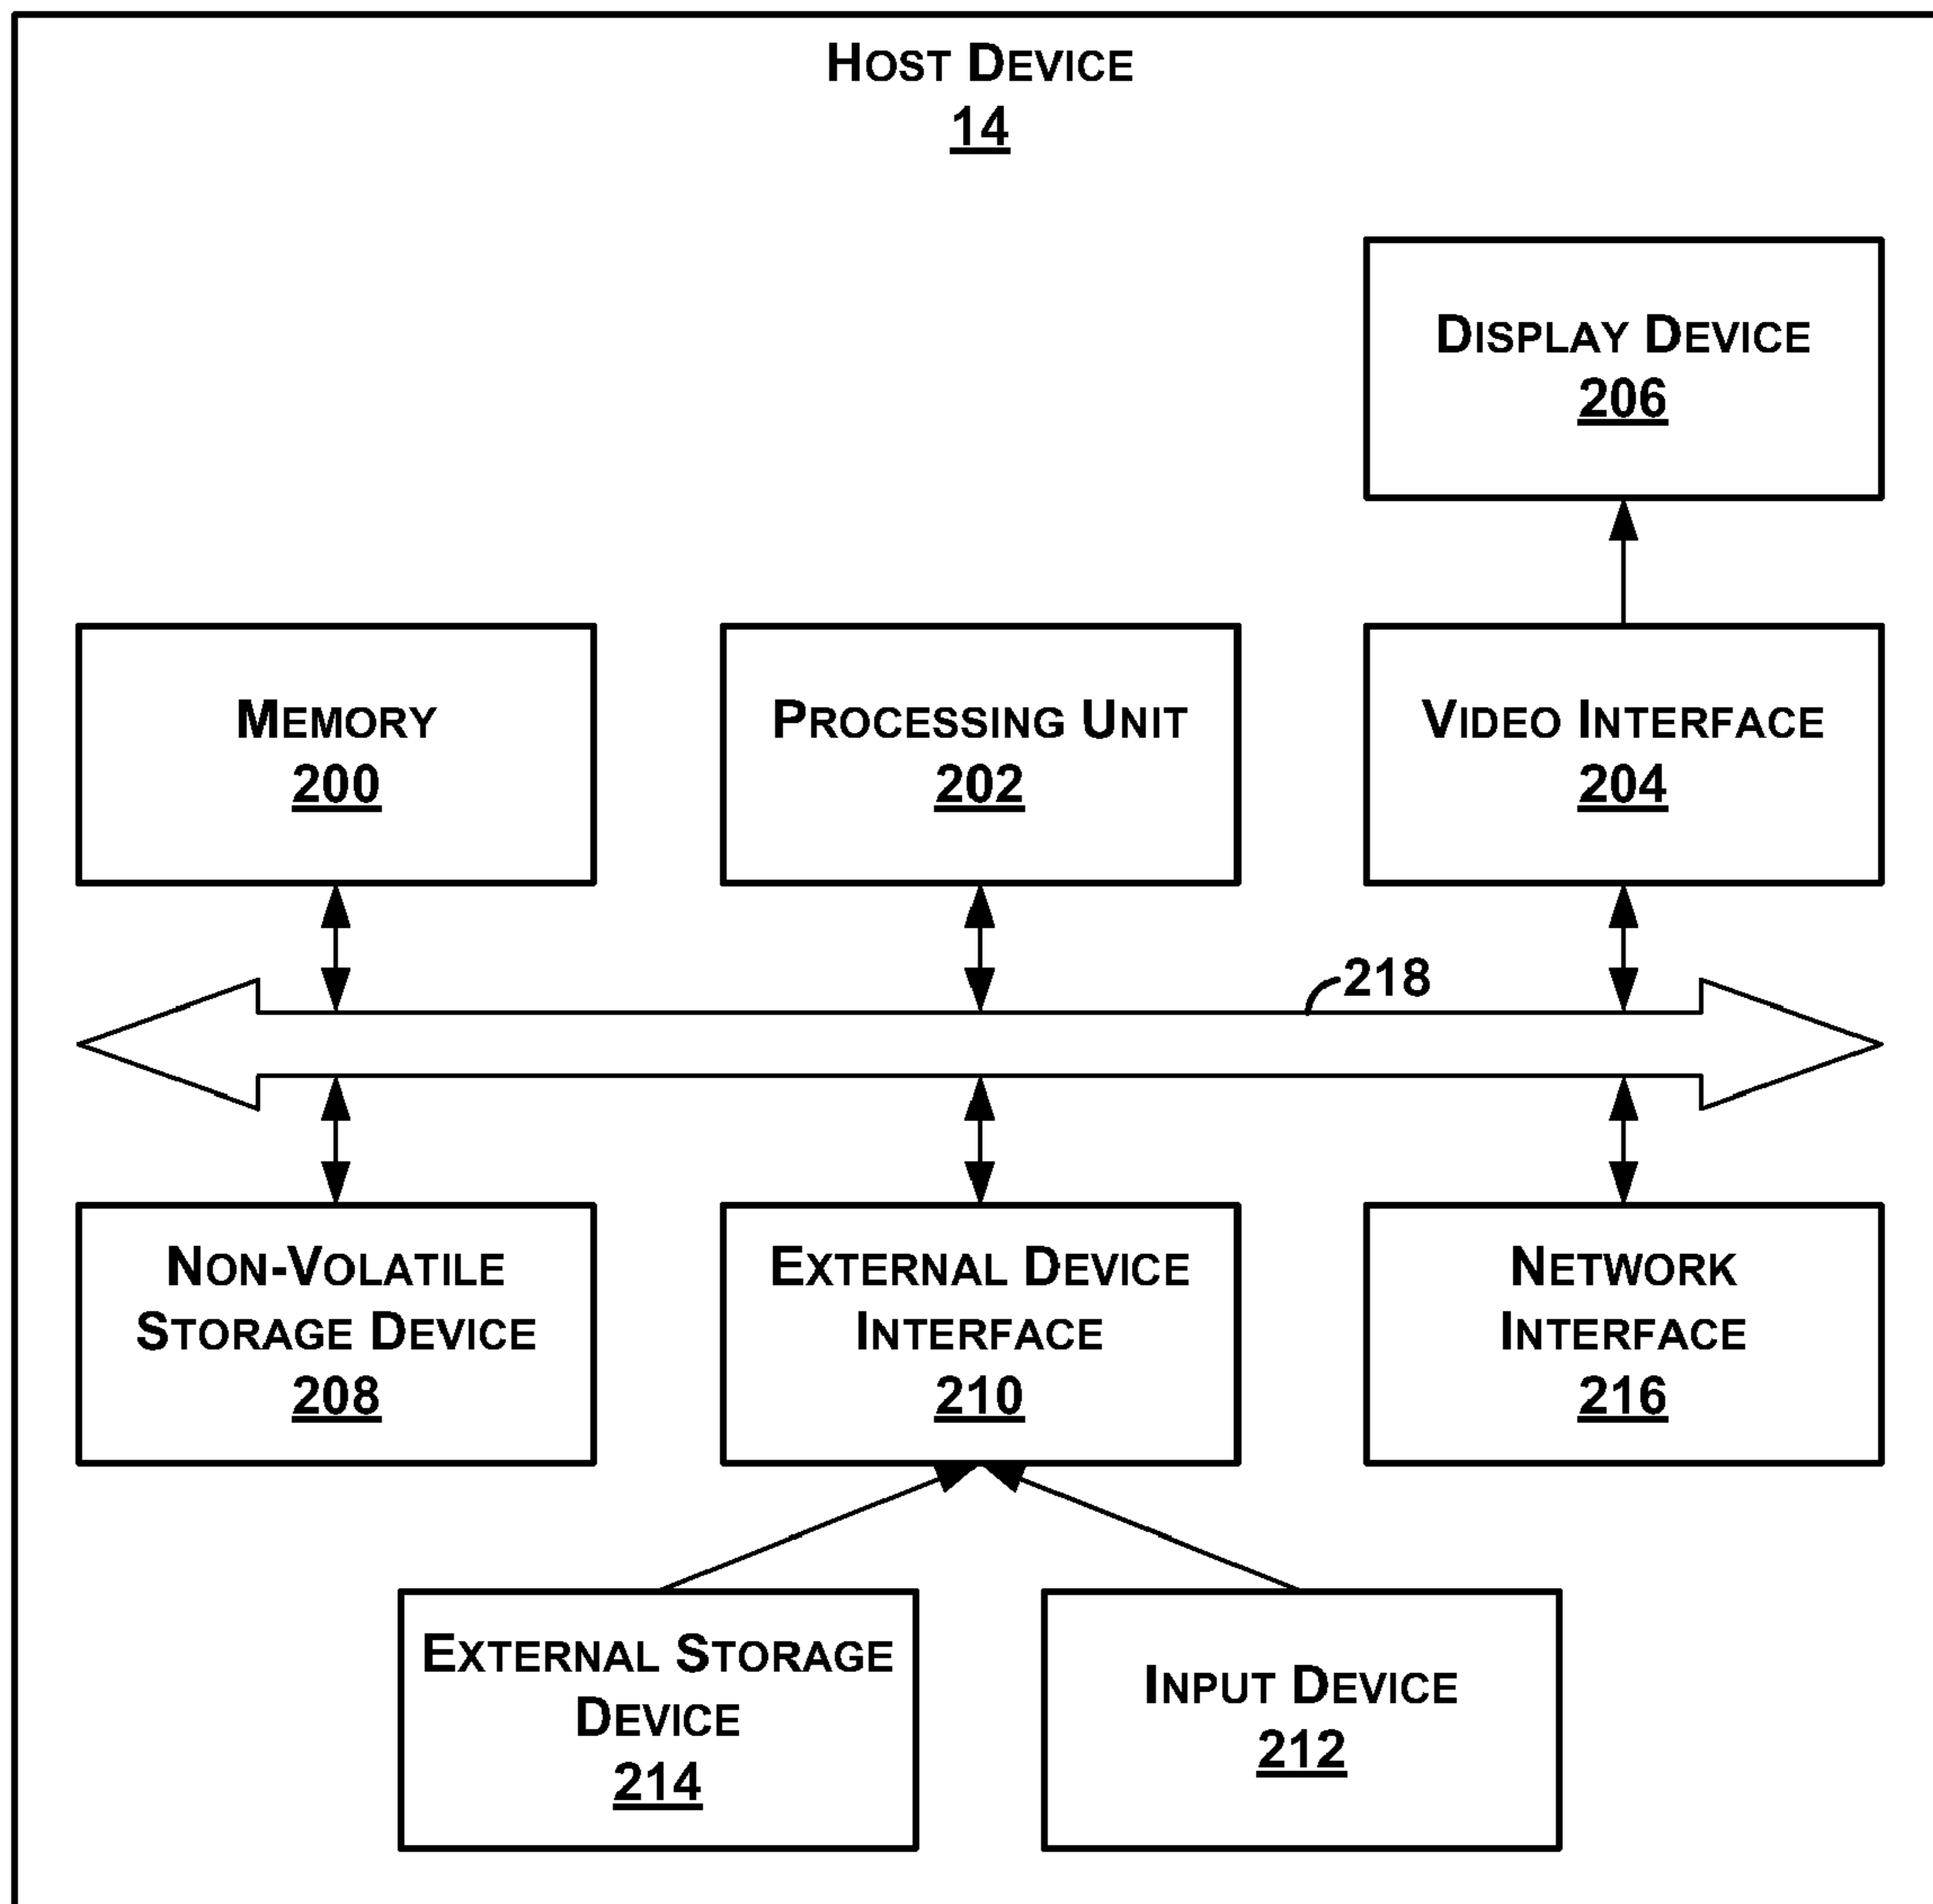 HOST DEVICE
14
DISPLAY DEVICE
206
MEMORY
200
PROCESSING UNIT
202
VIDEO INTERFACE
204
218
NON-VOLATILE
STORAGE DEVICE
208
EXTERNAL DEVICE
INTERFACE
210
NETWORK
INTERFACE
216
EXTERNAL STORAGE
DEVICE
214
INPUT DEVICE
212